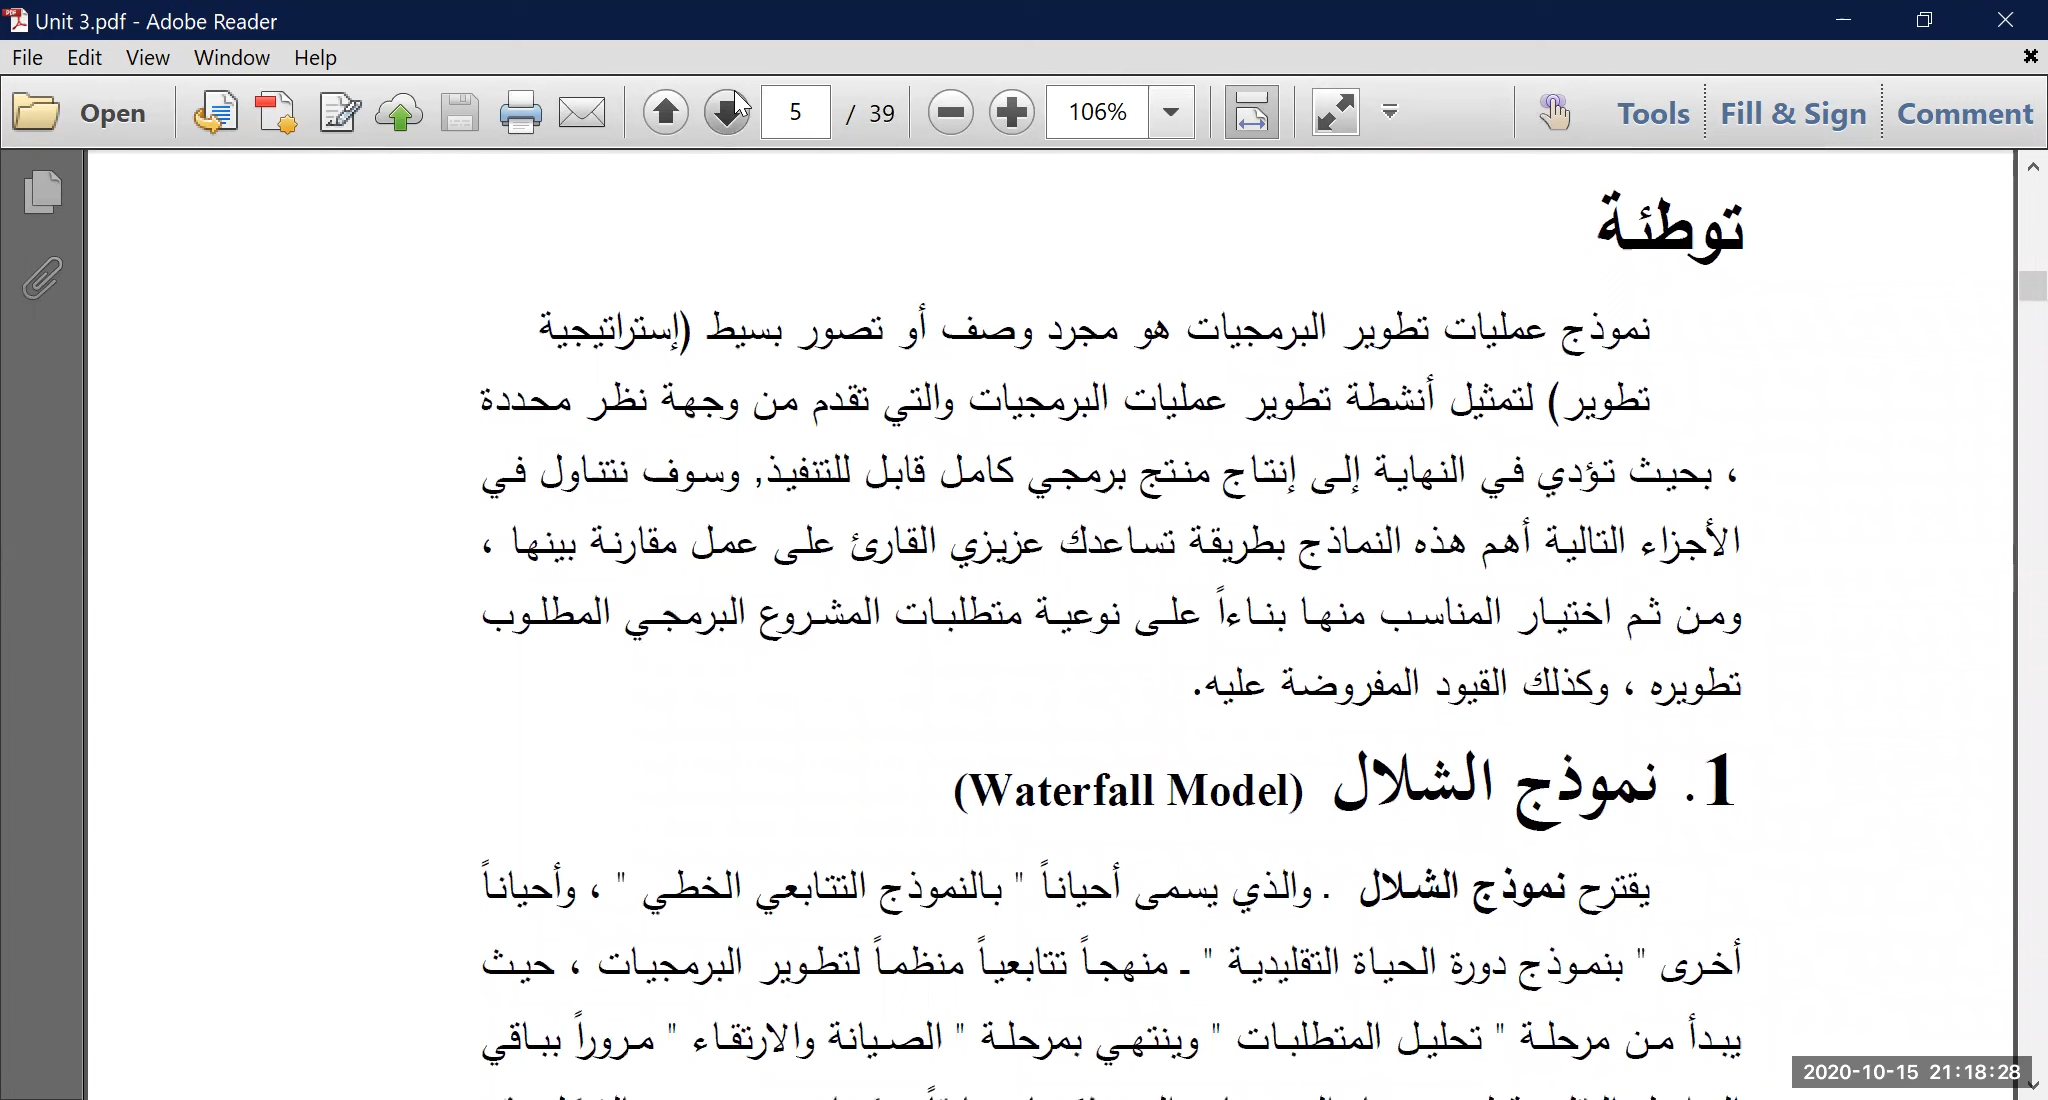 Unit 3.pdf - Adobe Reader
File Edit View Window Help
Open 5 / 39 106% Tools Fill & Sign Comment
توطئة
نموذج عمليات تطوير البرمجيات هو مجرد وصف أو تصور بسيط (إستراتيجية
تطوير) لتمثيل أنشطة تطوير عمليات البرمجيات والتي تقدم من وجهة نظر محددة
، بحيث تؤدي في النهاية إلى إنتاج منتج برمجي كامل قابل للتنفيذ, وسوف نتناول في
الأجزاء التالية أهم هذه النماذج بطريقة تساعدك عزيزي القارئ على عمل مقارنة بينها ،
ومن ثم اختيار المناسب منها بناءاً على نوعية متطلبات المشروع البرمجي المطلوب
تطويره ، وكذلك القيود المفروضة عليه.
1. نموذج الشلال (Waterfall Model)
يقترح نموذج الشلال . والذي يسمى أحياناً " بالنموذج التتابعي الخطي " ، وأحياناً
أخرى " بنموذج دورة الحياة التقليدية " ـ منهجاً تتابعياً منظماً لتطوير البرمجيات ، حيث
يبدأ من مرحلة " تحليل المتطلبات " وينتهي بمرحلة " الصيانة والارتقاء " مروراً بباقي
2020-10-15 21:18:28